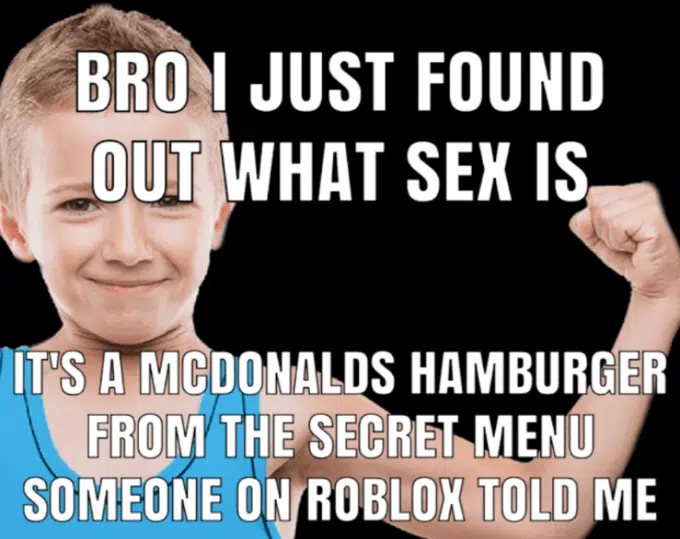 BRO I JUST FOUND
OUT WHAT SEX IS
IT'S A MCDONALDS HAMBURGER
FROM THE SECRET MENU
SOMEONE ON ROBLOX TOLD ME